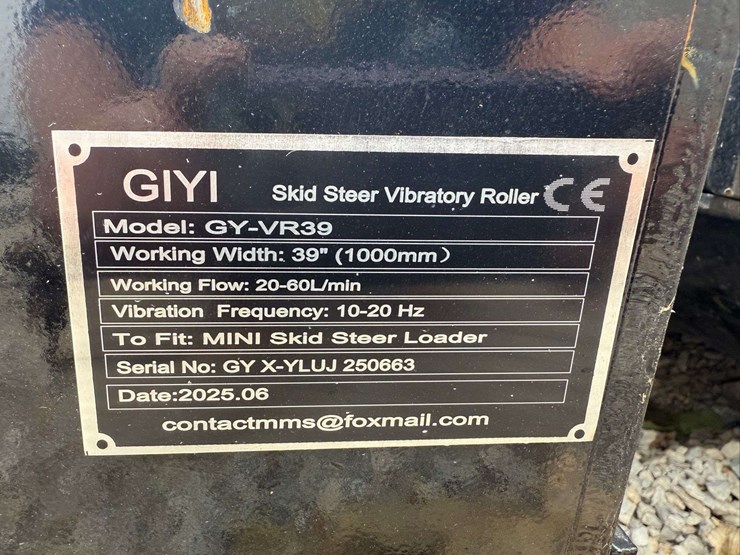 GIYI Skid Steer Vibratory Roller CE
Model: GY-VR39
Working Width: 39" (1000mm）
Working Flow: 20-60L/min
Vibration Frequency: 10-20 Hz
To Fit: MINI Skid Steer Loader
Serial No: GY X-YLUJ 250663
Date:2025.06
contactmms@foxmail.com